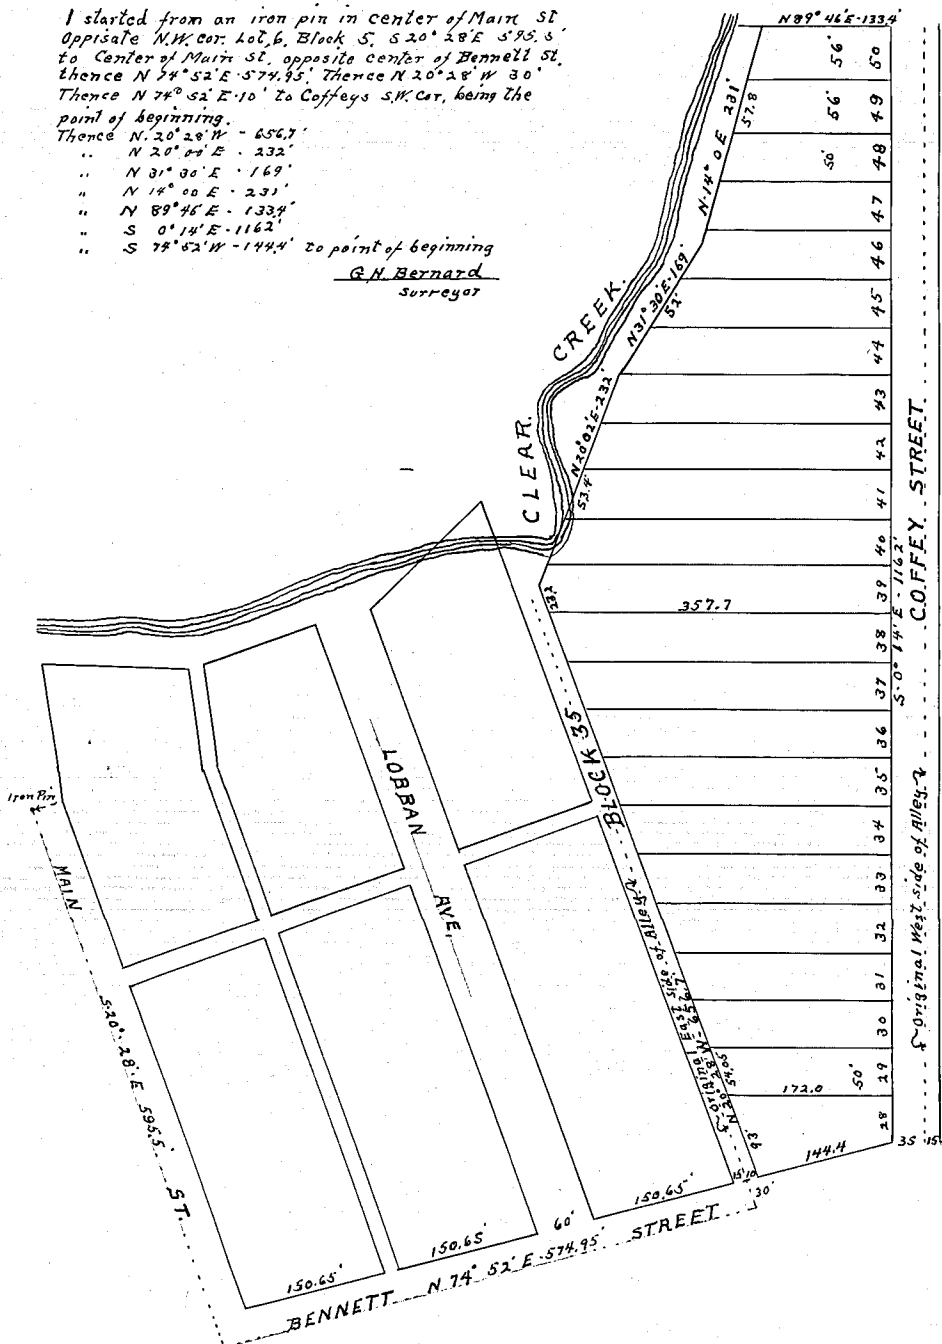 I started from an iron pin in center of Main St
Oppisate N.W. cor. Lot, 6, Block 5, S 20° 28' E 595.5'
to Center of Main St. opposite center of Bennett St.
thence N 74° 52' E - 574.95', Thence N 20° 28' W 30'
Thence N 74° 52' E - 10' to Coffeys S.W. Cor, being the
point of beginning.
Thence N. 20° 28' W - 656.7'
" N 20° 00' E - 232'
" N 31° 30' E - 169'
" N 14° 00 E - 231'
" N 89° 46' E - 133.4'
" S 0° 14' E - 1162'
" S 74° 52' W - 144.4' to point of beginning
G.H. Bernard
Surveyor
N 89° 46' E - 133.4'
56' 50
56' 49
50' 48
47
46
45
44
43
42
41
40
39
38
37
36
35
34
33
32
31
30
50' 29
28
N. 14° 0 E 231'
57.8
N 31° 30' E - 169'
52'
N 20° 02' E - 232'
53.4'
CLEAR. CREEK.
23.2
357.7
S. 0° 14' E - 1162'
COFFEY STREET
Original West side of Alley
BLOCK 35
Original East side of Alley
N 20° 28' W - 656.7
54.05
172.0
93'
144.4
35 15
15' 10
30'
Iron Pin
MAIN ST.
S. 20° 28' E 595.5'
LOBBAN AVE,
150.65'
150.65'
60'
150.65'
BENNETT N 74° 52' E - 574.95' STREET